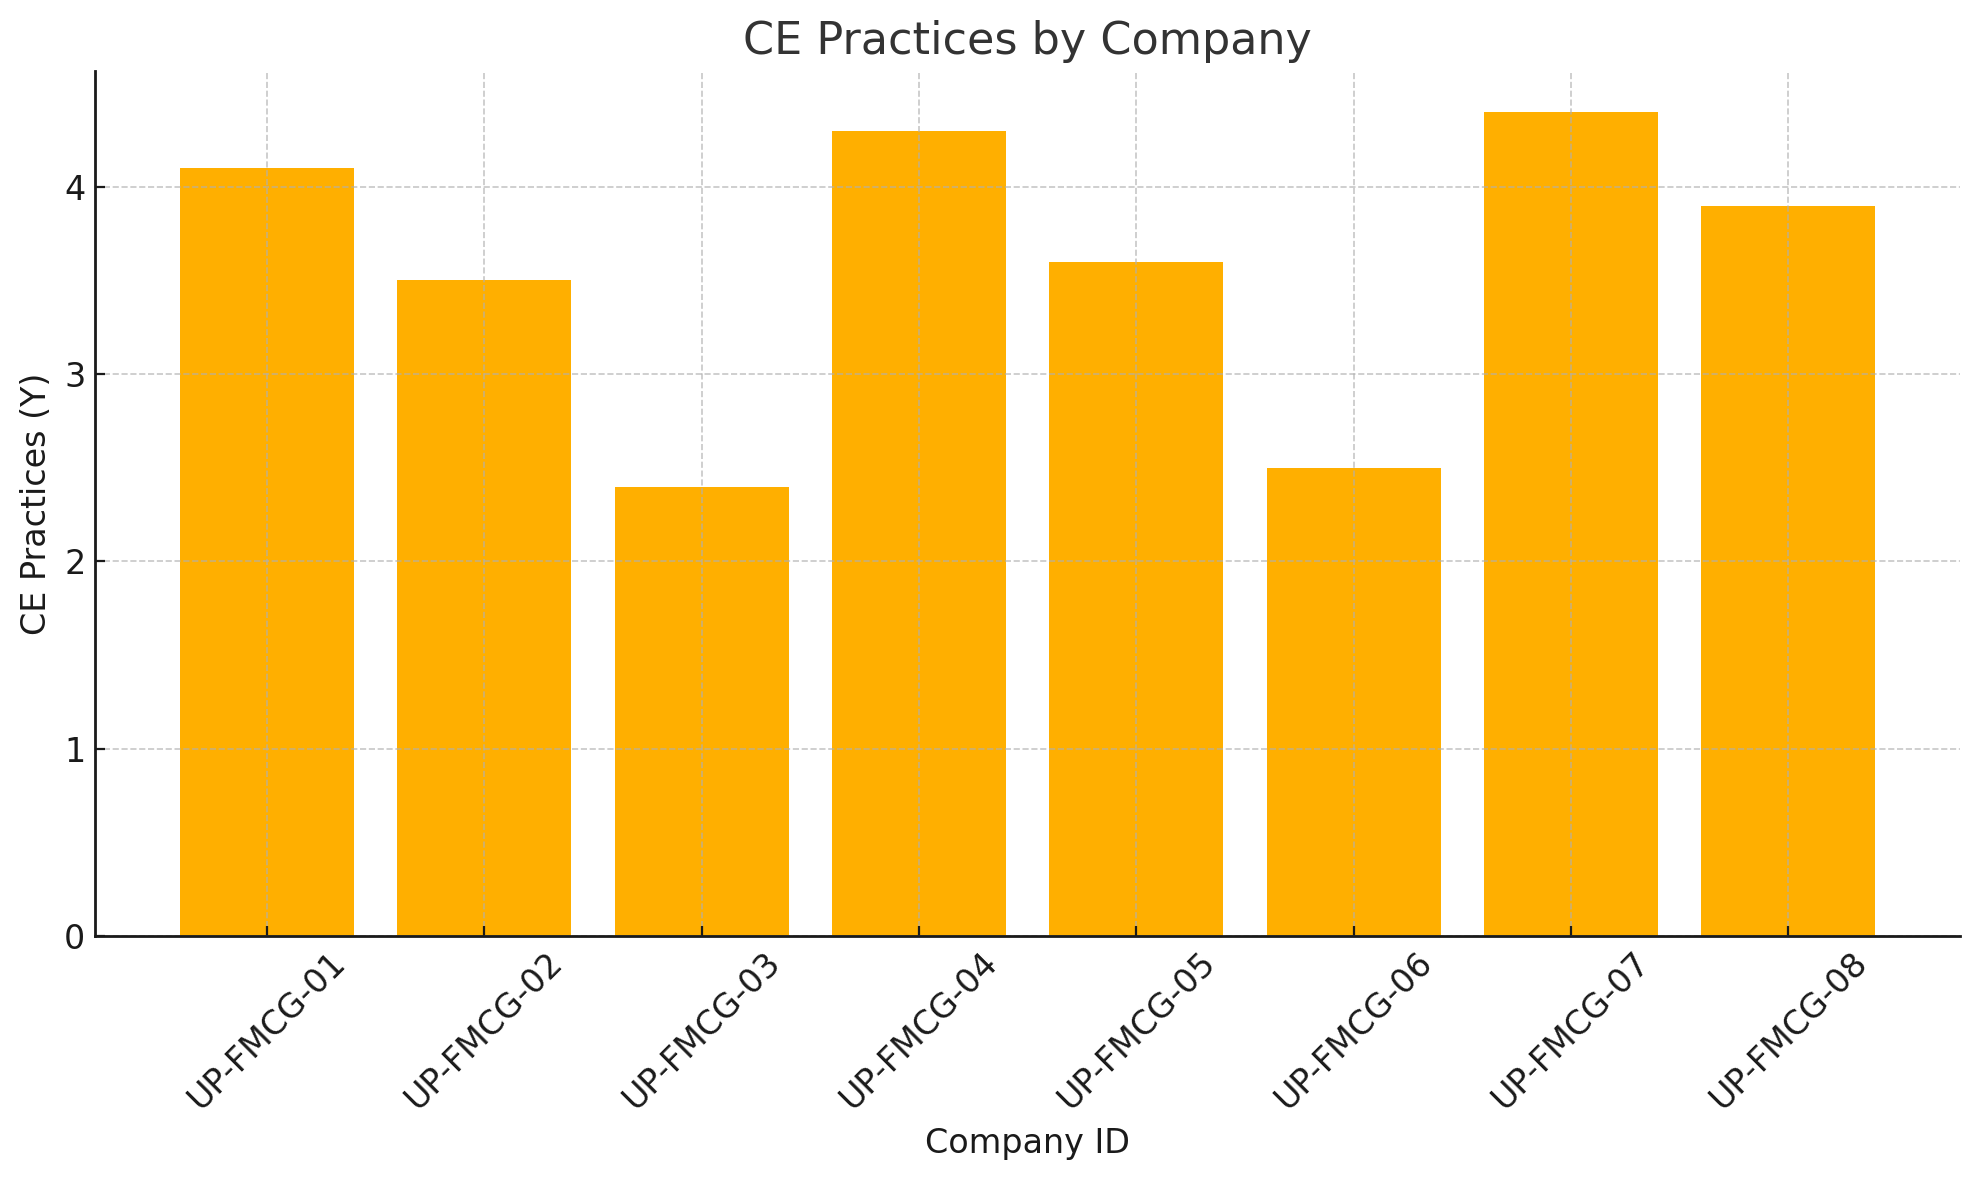 CE Practices by Company
CE Practices (Y)
4
3
2
1
0
UP-FMCG-01
UP-FMCG-02
UP-FMCG-03
UP-FMCG-04
UP-FMCG-05
UP-FMCG-06
UP-FMCG-07
UP-FMCG-08
Company ID